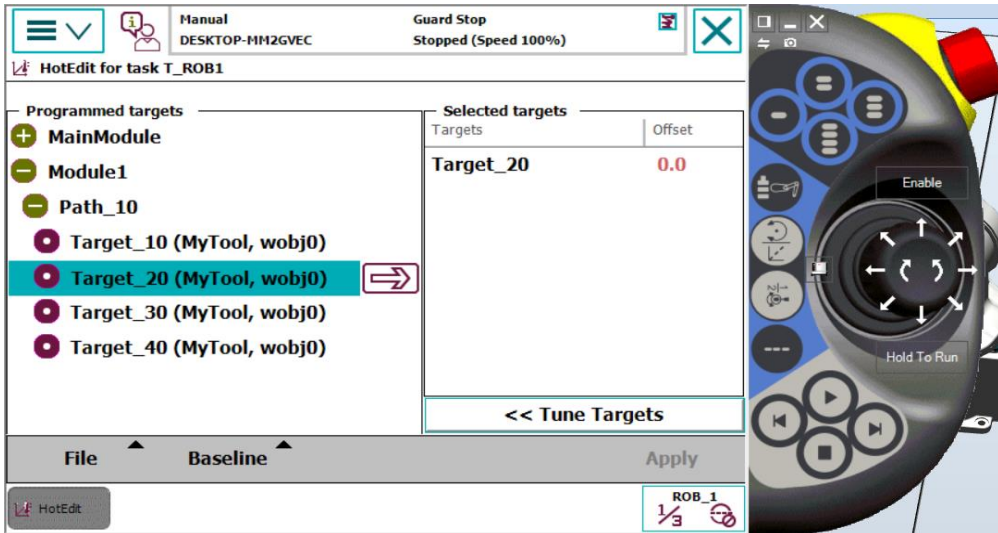 Manual
DESKTOP-MM2GVEC
Guard Stop
Stopped (Speed 100%)
HotEdit for task T_ROB1
Programmed targets
MainModule
Module1
Path_10
Target_10 (MyTool, wobj0)
Target_20 (MyTool, wobj0)
Target_30 (MyTool, wobj0)
Target_40 (MyTool, wobj0)
Selected targets
Targets Offset
Target_20 0.0
<< Tune Targets
File Baseline Apply
HotEdit
ROB_1
1/3
Enable
Hold To Run